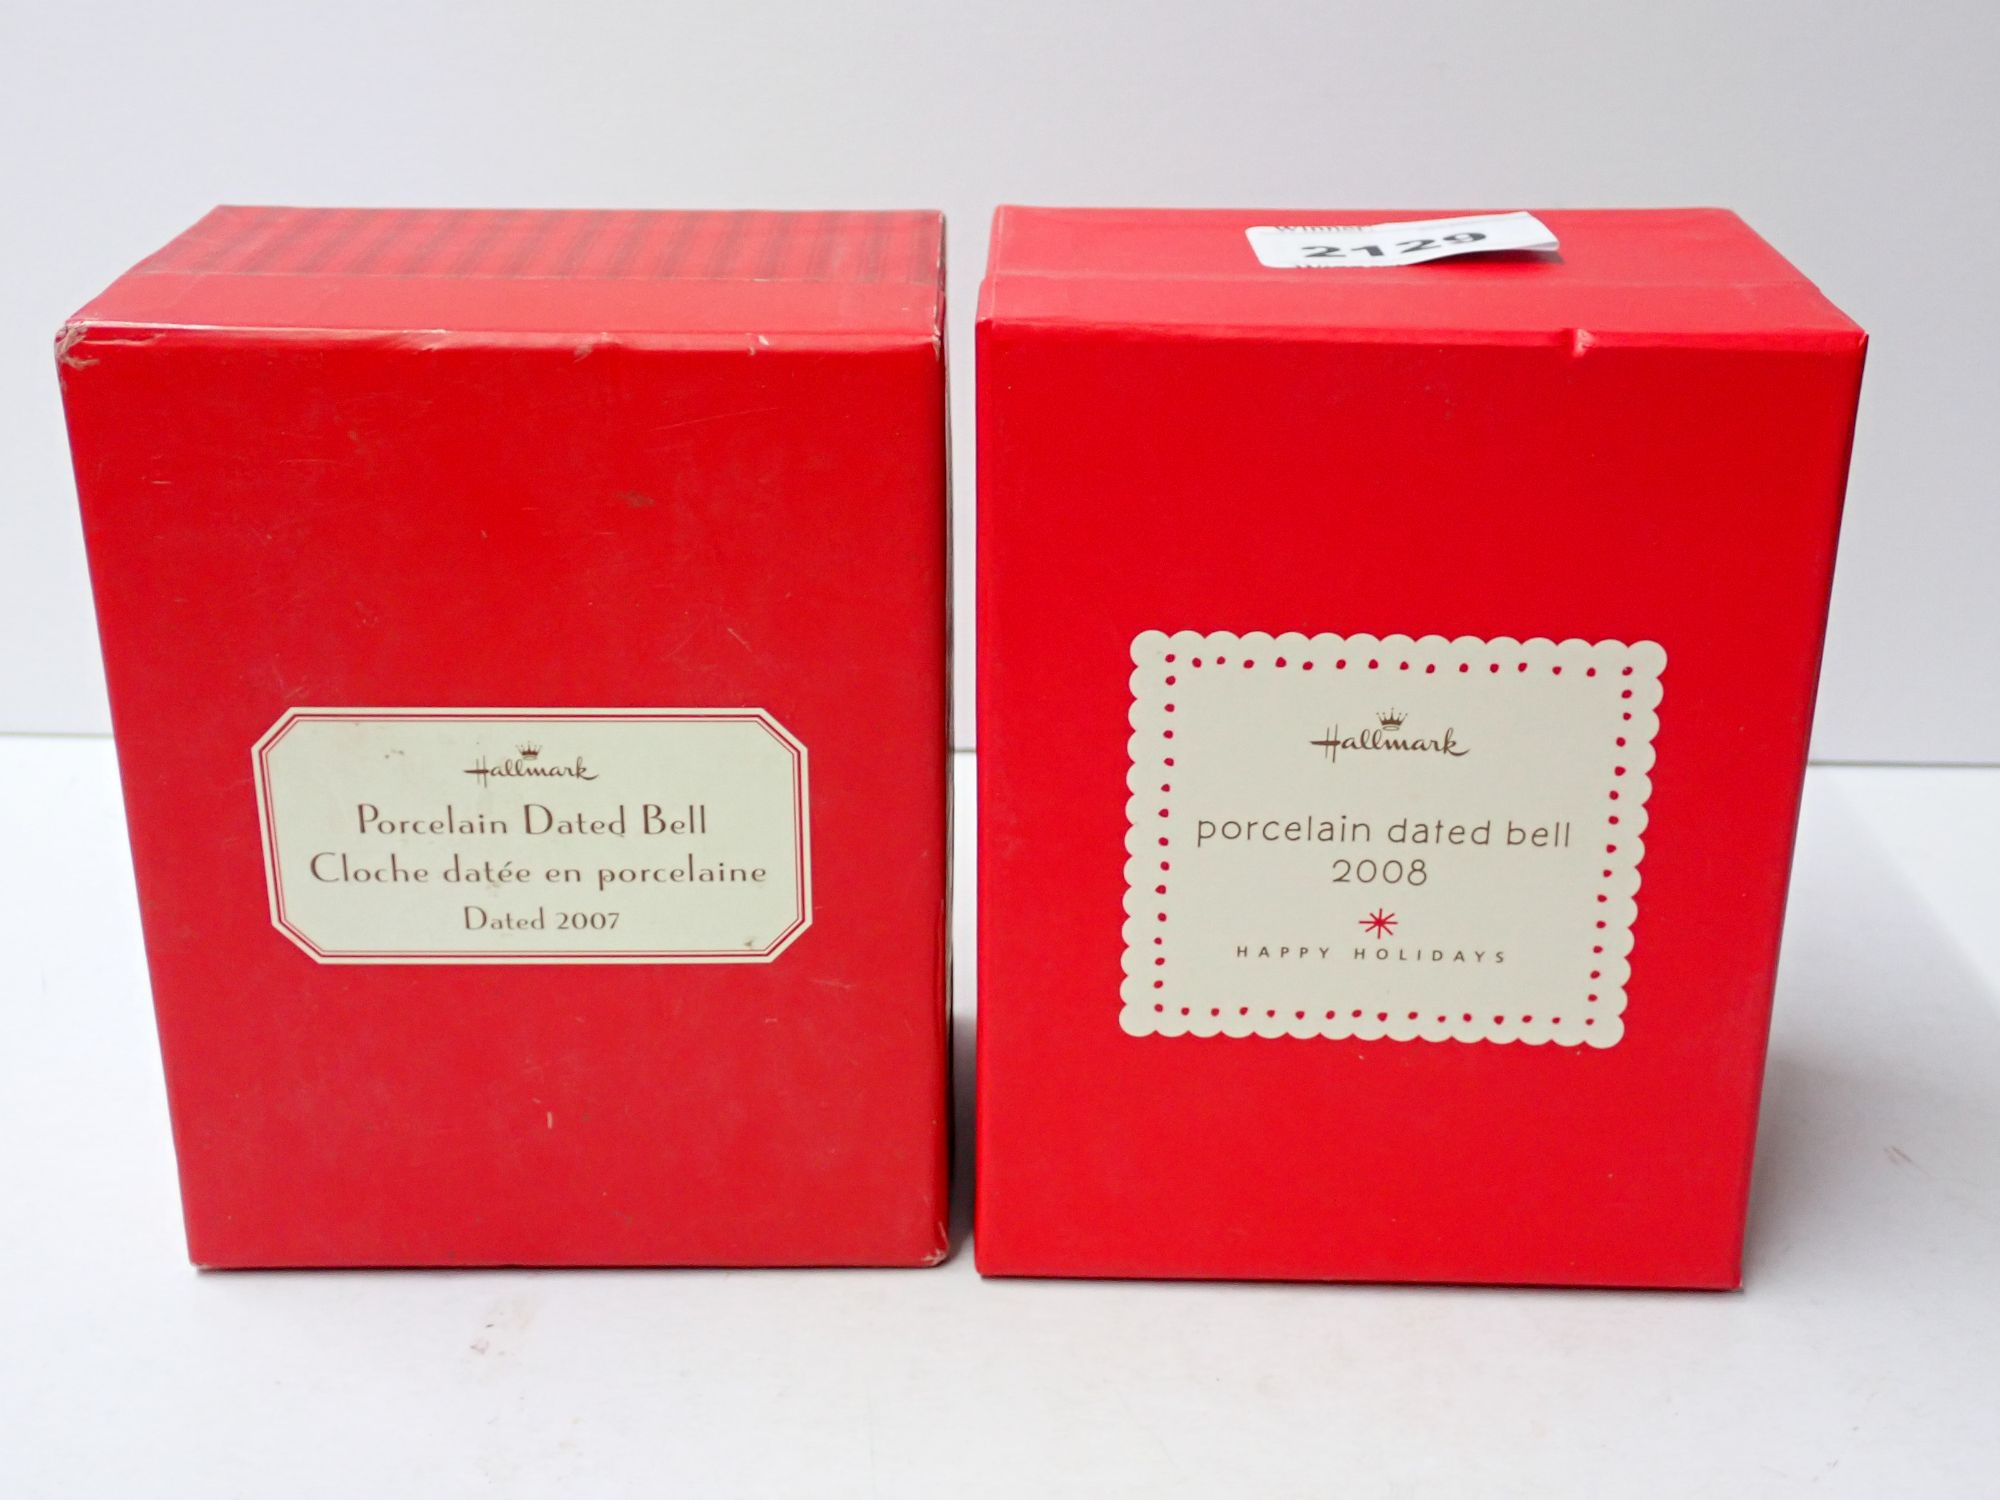 Hallmark
Porcelain Dated Bell
Cloche datée en porcelaine
Dated 2007
2129
Hallmark
porcelain dated bell
2008
HAPPY HOLIDAYS